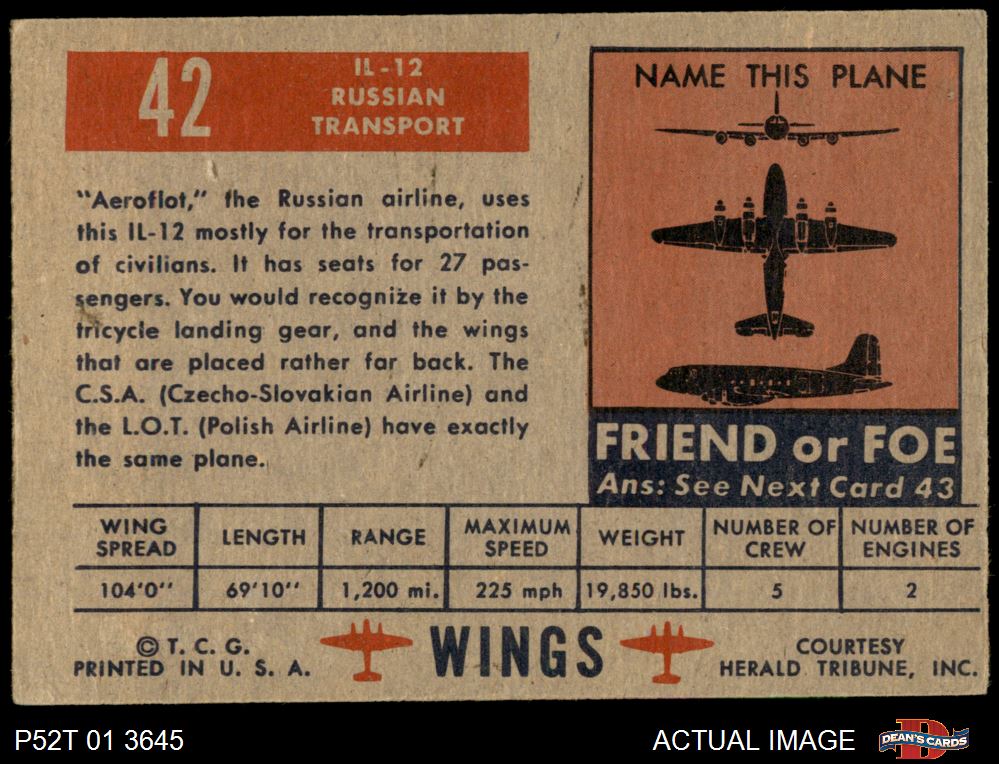 42
IL-12
RUSSIAN
TRANSPORT
"Aeroflot," the Russian airline, uses
this IL-12 mostly for the transportation
of civilians. It has seats for 27 pas-
sengers. You would recognize it by the
tricycle landing gear, and the wings
that are placed rather far back. The
C.S.A. (Czecho-Slovakian Airline) and
the L.O.T. (Polish Airline) have exactly
the same plane.
NAME THIS PLANE
FRIEND or FOE
Ans: See Next Card 43
WING SPREAD
LENGTH
RANGE
MAXIMUM SPEED
WEIGHT
NUMBER OF CREW
NUMBER OF ENGINES
104'0"
69'10"
1,200 mi.
225 mph
19,850 lbs.
5
2
© T. C. G.
PRINTED IN U. S. A.
WINGS
COURTESY
HERALD TRIBUNE, INC.
P52T 01 3645
ACTUAL IMAGE
D
DEAN'S CARDS